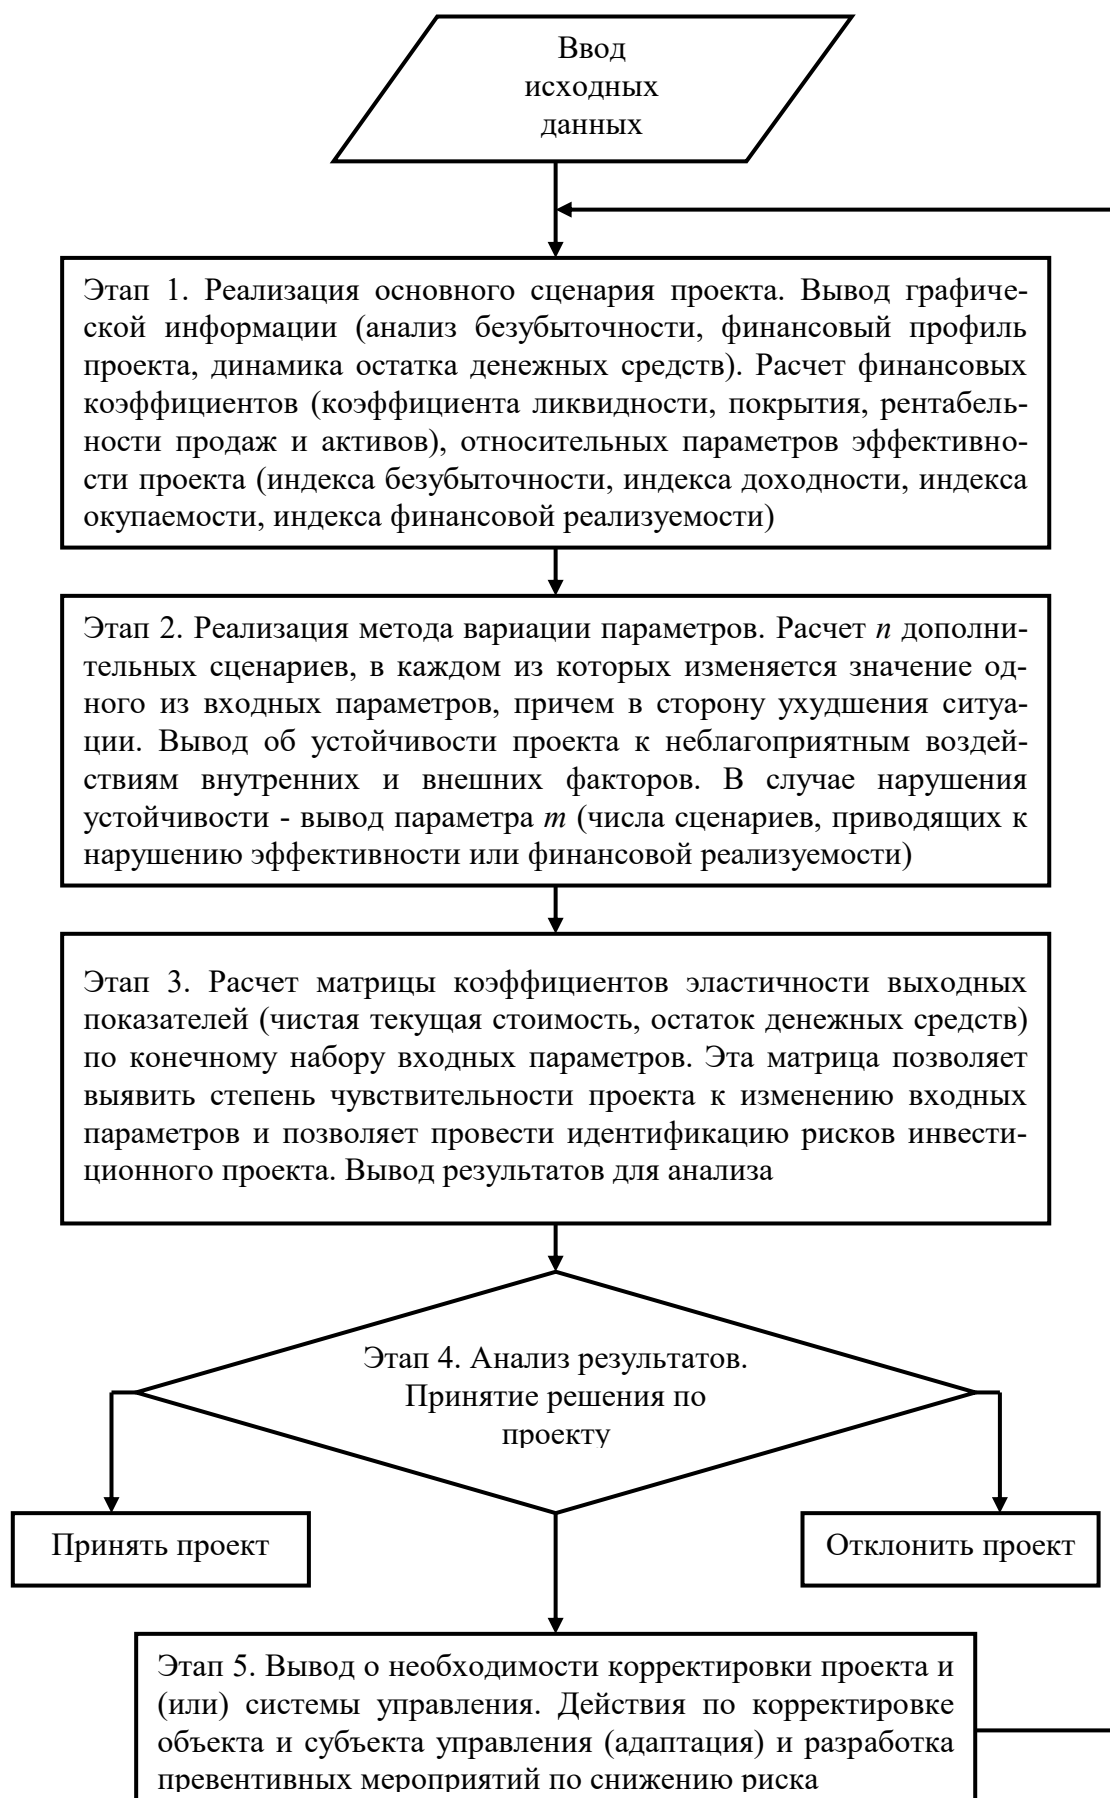 Ввод
исходных
данных
Этап 1. Реализация основного сценария проекта. Вывод графиче-
ской информации (анализ безубыточности, финансовый профиль
проекта, динамика остатка денежных средств). Расчет финансовых
коэффициентов (коэффициента ликвидности, покрытия, рентабель-
ности продаж и активов), относительных параметров эффективно-
сти проекта (индекса безубыточности, индекса доходности, индекса
окупаемости, индекса финансовой реализуемости)
Этап 2. Реализация метода вариации параметров. Расчет n дополни-
тельных сценариев, в каждом из которых изменяется значение од-
ного из входных параметров, причем в сторону ухудшения ситуа-
ции. Вывод об устойчивости проекта к неблагоприятным воздей-
ствиям внутренних и внешних факторов. В случае нарушения
устойчивости - вывод параметра m (числа сценариев, приводящих к
нарушению эффективности или финансовой реализуемости)
Этап 3. Расчет матрицы коэффициентов эластичности выходных
показателей (чистая текущая стоимость, остаток денежных средств)
по конечному набору входных параметров. Эта матрица позволяет
выявить степень чувствительности проекта к изменению входных
параметров и позволяет провести идентификацию рисков инвести-
ционного проекта. Вывод результатов для анализа
Этап 4. Анализ результатов.
Принятие решения по
проекту
Принять проект
Отклонить проект
Этап 5. Вывод о необходимости корректировки проекта и
(или) системы управления. Действия по корректировке
объекта и субъекта управления (адаптация) и разработка
превентивных мероприятий по снижению риска